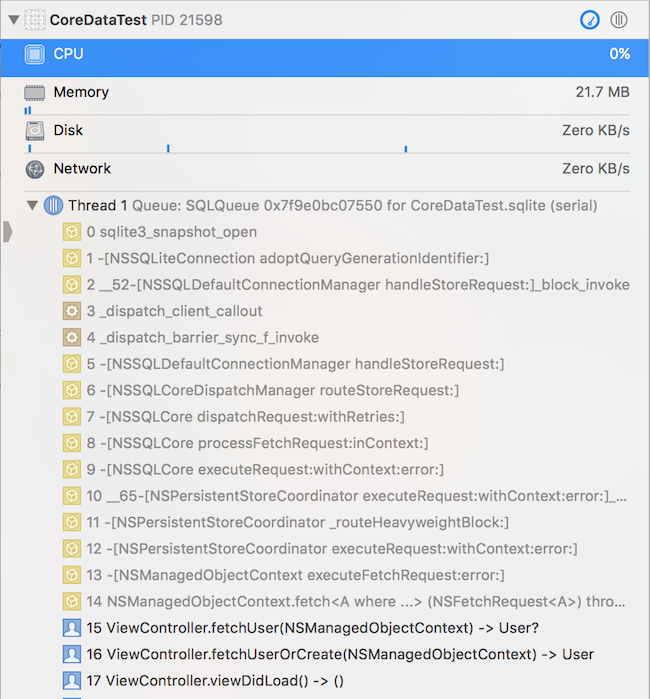 CoreDataTest PID 21598
CPU 0%
Memory 21.7 MB
Disk Zero KB/s
Network Zero KB/s
Thread 1 Queue: SQLQueue 0x7f9e0bc07550 for CoreDataTest.sqlite (serial)
0 sqlite3_snapshot_open
1 -[NSSQLiteConnection adoptQueryGenerationIdentifier:]
2 __52-[NSSQLDefaultConnectionManager handleStoreRequest:]_block_invoke
3 _dispatch_client_callout
4 _dispatch_barrier_sync_f_invoke
5 -[NSSQLDefaultConnectionManager handleStoreRequest:]
6 -[NSSQLCoreDispatchManager routeStoreRequest:]
7 -[NSSQLCore dispatchRequest:withRetries:]
8 -[NSSQLCore processFetchRequest:inContext:]
9 -[NSSQLCore executeRequest:withContext:error:]
10 __65-[NSPersistentStoreCoordinator executeRequest:withContext:error:]_...
11 -[NSPersistentStoreCoordinator _routeHeavyweightBlock:]
12 -[NSPersistentStoreCoordinator executeRequest:withContext:error:]
13 -[NSManagedObjectContext executeFetchRequest:error:]
14 NSManagedObjectContext.fetch<A where ...> (NSFetchRequest<A>) thro...
15 ViewController.fetchUser(NSManagedObjectContext) -> User?
16 ViewController.fetchUserOrCreate(NSManagedObjectContext) -> User
17 ViewController.viewDidLoad() -> ()